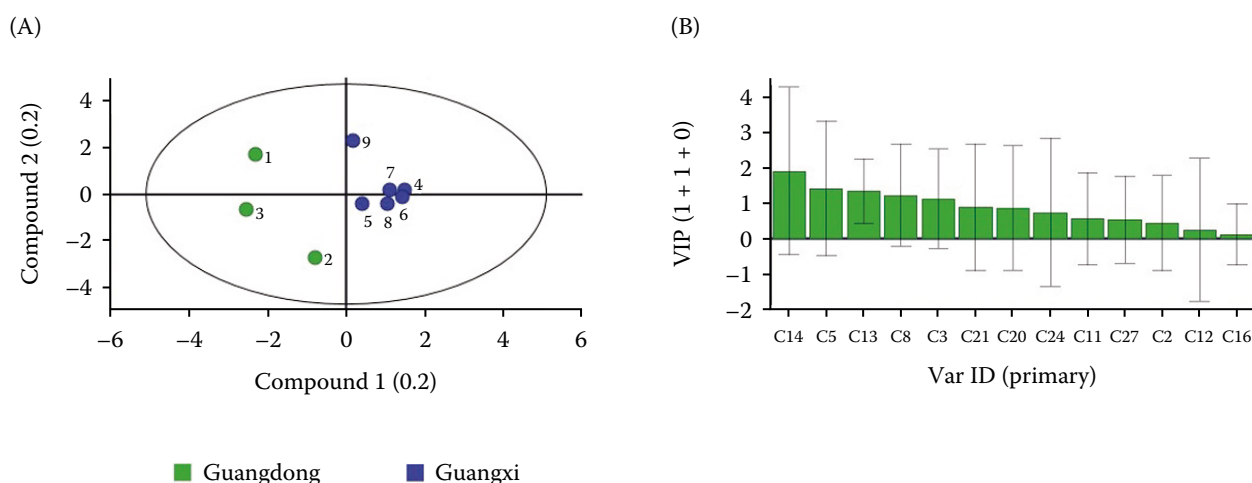 (A)
Compound 2 (0.2)
4
2
0
−2
−4
1
3
2
9
7
4
5
8
6
−6 −4 −2 0 2 4 6
Compound 1 (0.2)
Guangdong Guangxi
(B)
VIP (1 + 1 + 1 + 0)
4
3
2
1
0
−1
−2
C14 C5 C13 C8 C3 C21 C20 C24 C11 C27 C2 C12 C16
Var ID (primary)